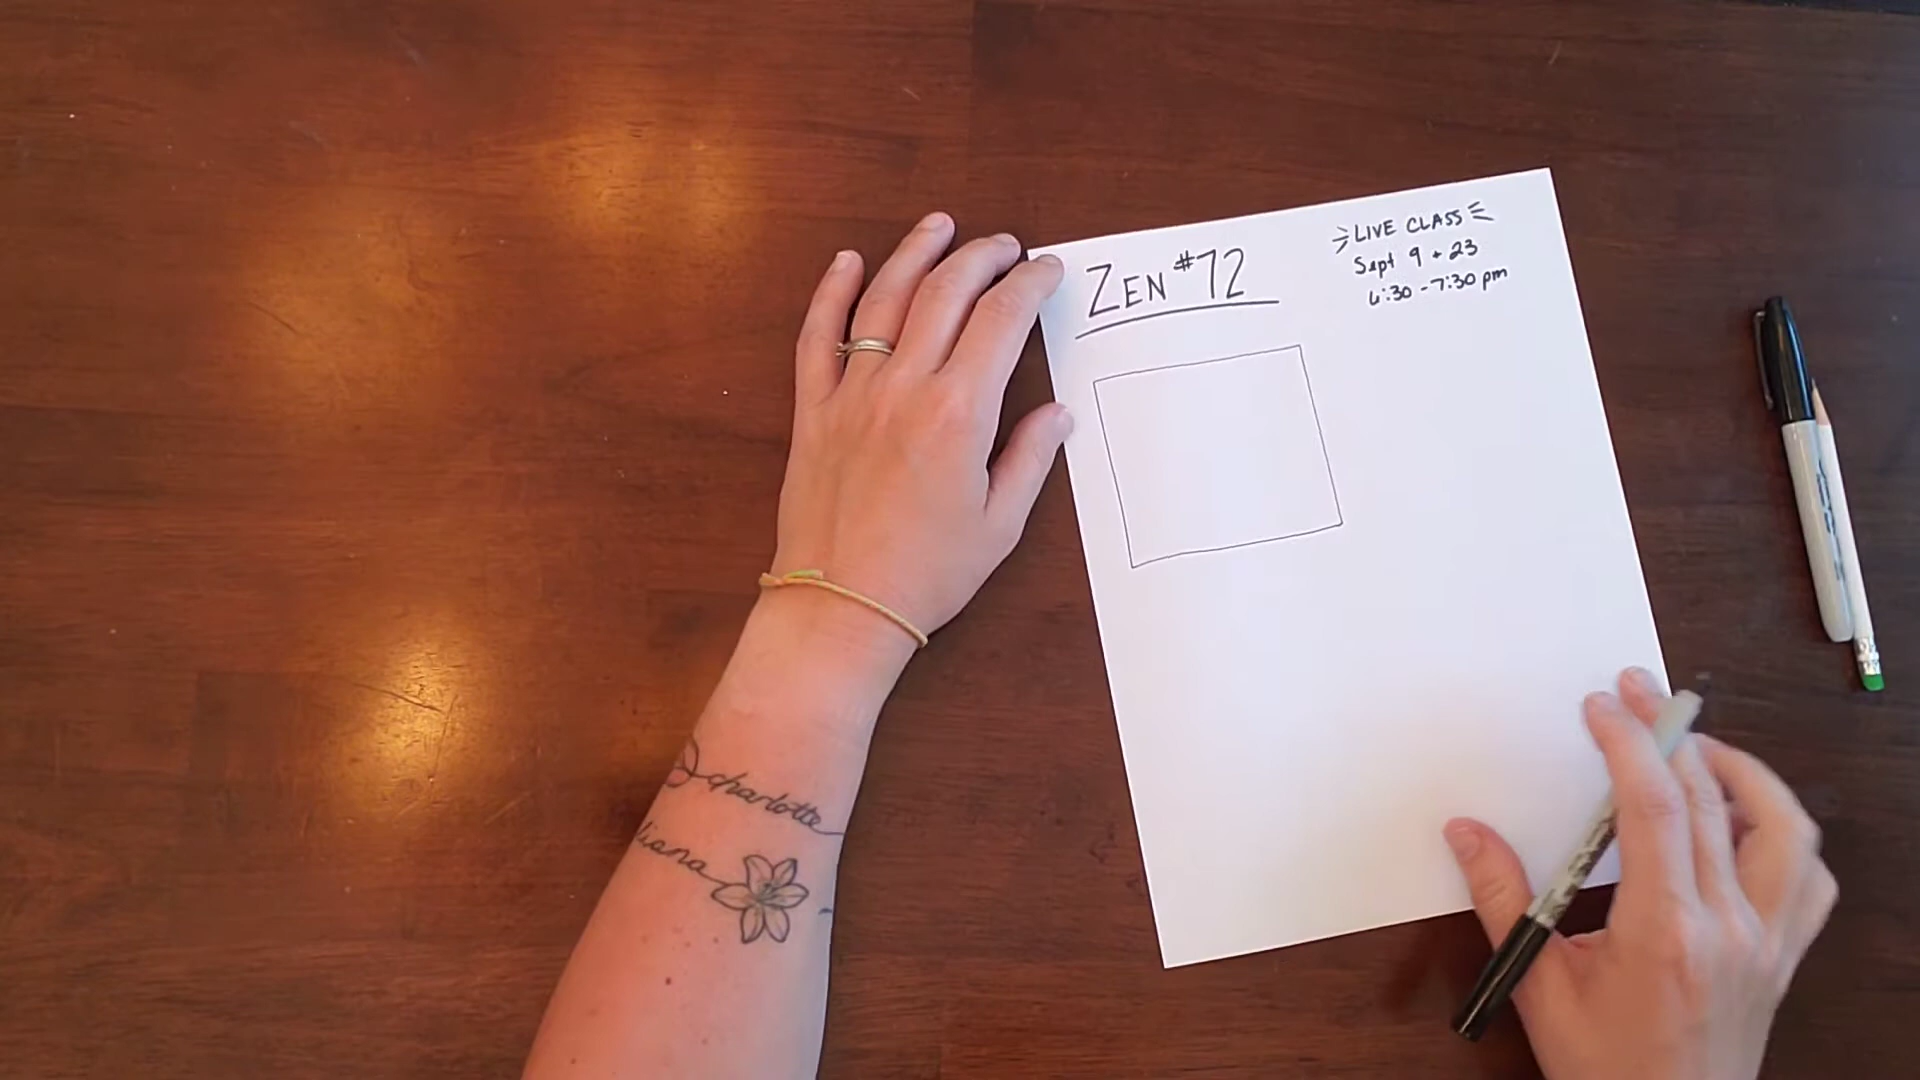 ZEN #72
LIVE CLASS
Sept 9 + 23
6:30 - 7:30 pm
charlotte